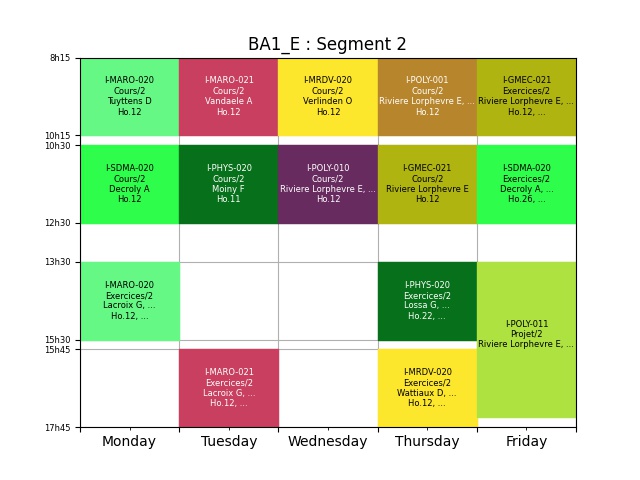 BA1_E : Segment 2
8h15
I-MARO-020
Cours/2
Tuyttens D
Ho.12
I-MARO-021
Cours/2
Vandaele A
Ho.12
I-MRDV-020
Cours/2
Verlinden O
Ho.12
I-POLY-001
Cours/2
Riviere Lorphevre E, ...
Ho.12
I-GMEC-021
Exercices/2
Riviere Lorphevre E, ...
Ho.12, ...
10h15
10h30
I-SDMA-020
Cours/2
Decroly A
Ho.12
I-PHYS-020
Cours/2
Moiny F
Ho.11
I-POLY-010
Cours/2
Riviere Lorphevre E, ...
Ho.12
I-GMEC-021
Cours/2
Riviere Lorphevre E
Ho.12
I-SDMA-020
Exercices/2
Decroly A, ...
Ho.26, ...
12h30
13h30
I-MARO-020
Exercices/2
Lacroix G, ...
Ho.12, ...
I-PHYS-020
Exercices/2
Lossa G, ...
Ho.22, ...
I-POLY-011
Projet/2
Riviere Lorphevre E, ...
15h30
15h45
I-MARO-021
Exercices/2
Lacroix G, ...
Ho.12, ...
I-MRDV-020
Exercices/2
Wattiaux D, ...
Ho.12, ...
17h45
Monday
Tuesday
Wednesday
Thursday
Friday